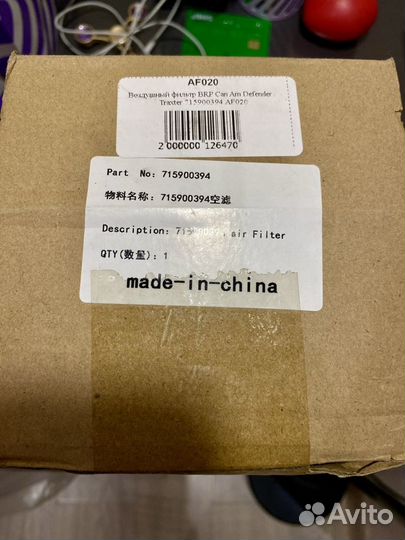 AF020
Воздушный фильтр BRP Can Am Defender
Traxter 715900394 AF020
2 000000 126470
Part No: 715900394
物料名称: 715900394空滤
Description: air Filter
QTY(数量): 1
made-in-china
Avito